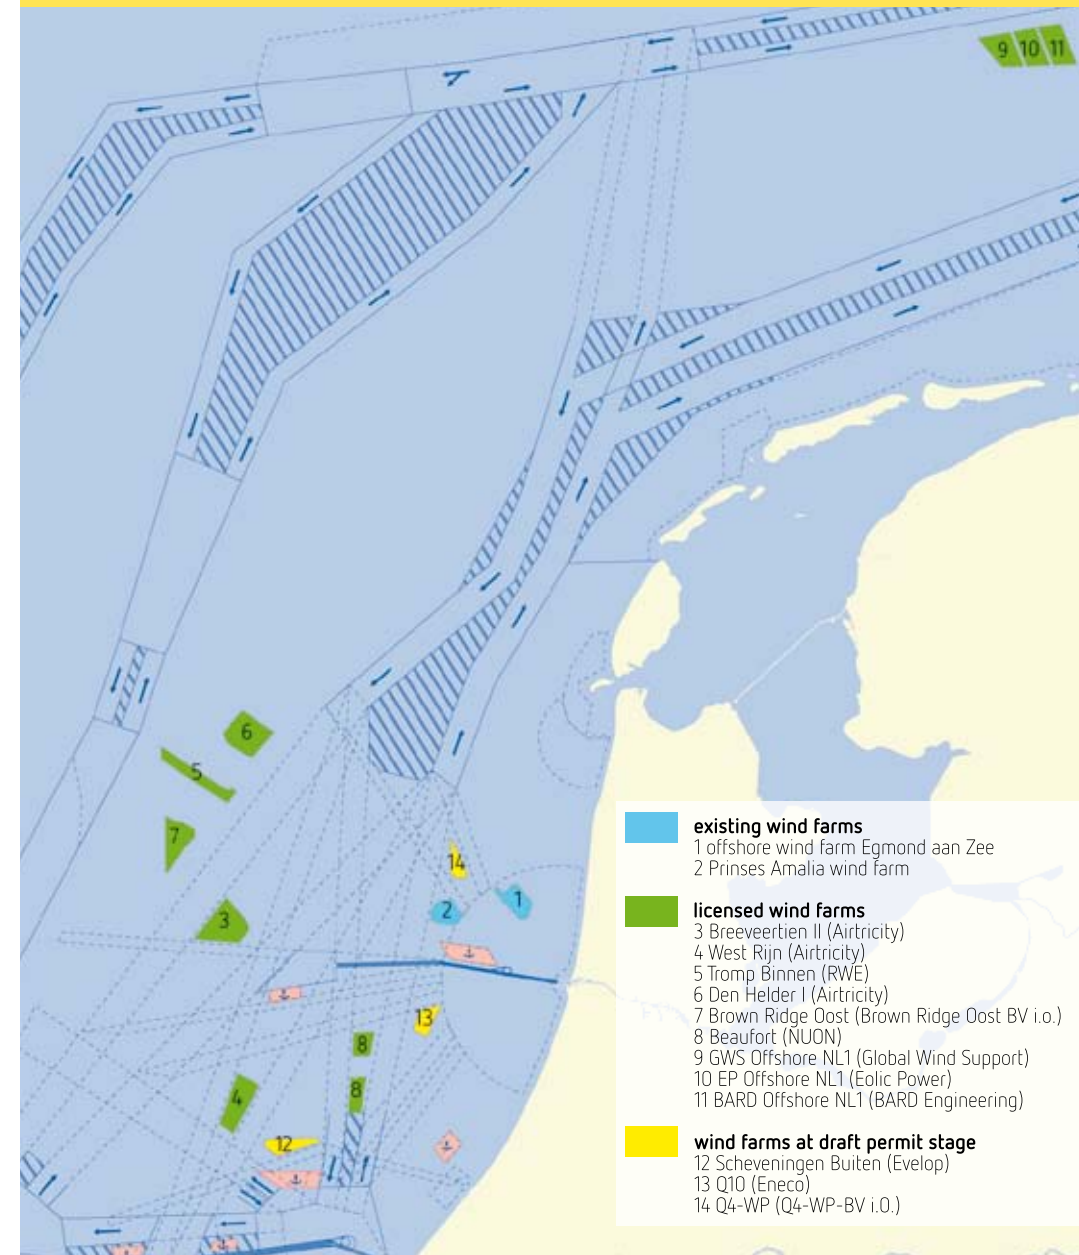 9 10 11
6
5
7
14
1
2
3
13
8
8
4
12
existing wind farms
1 offshore wind farm Egmond aan Zee
2 Prinses Amalia wind farm
licensed wind farms
3 Breeveertien II (Airtricity)
4 West Rijn (Airtricity)
5 Tromp Binnen (RWE)
6 Den Helder I (Airtricity)
7 Brown Ridge Oost (Brown Ridge Oost BV i.o.)
8 Beaufort (NUON)
9 GWS Offshore NL1 (Global Wind Support)
10 EP Offshore NL1 (Eolic Power)
11 BARD Offshore NL1 (BARD Engineering)
wind farms at draft permit stage
12 Scheveningen Buiten (Evelop)
13 Q10 (Eneco)
14 Q4-WP (Q4-WP-BV i.O.)